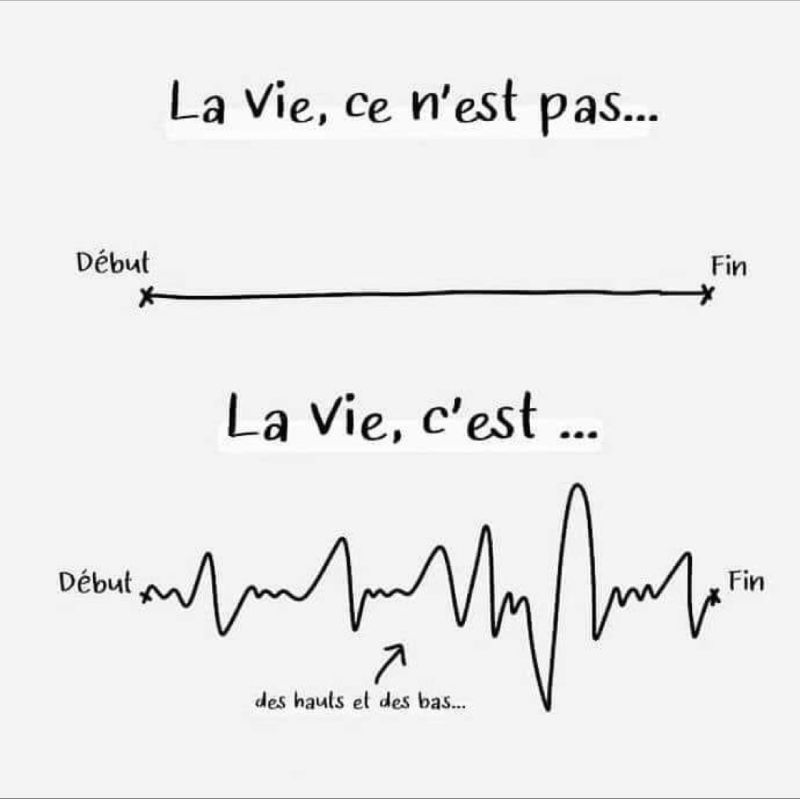 La Vie, ce n'est pas...
Début
Fin
La Vie, c'est ...
Début
Fin
des hauts et des bas...